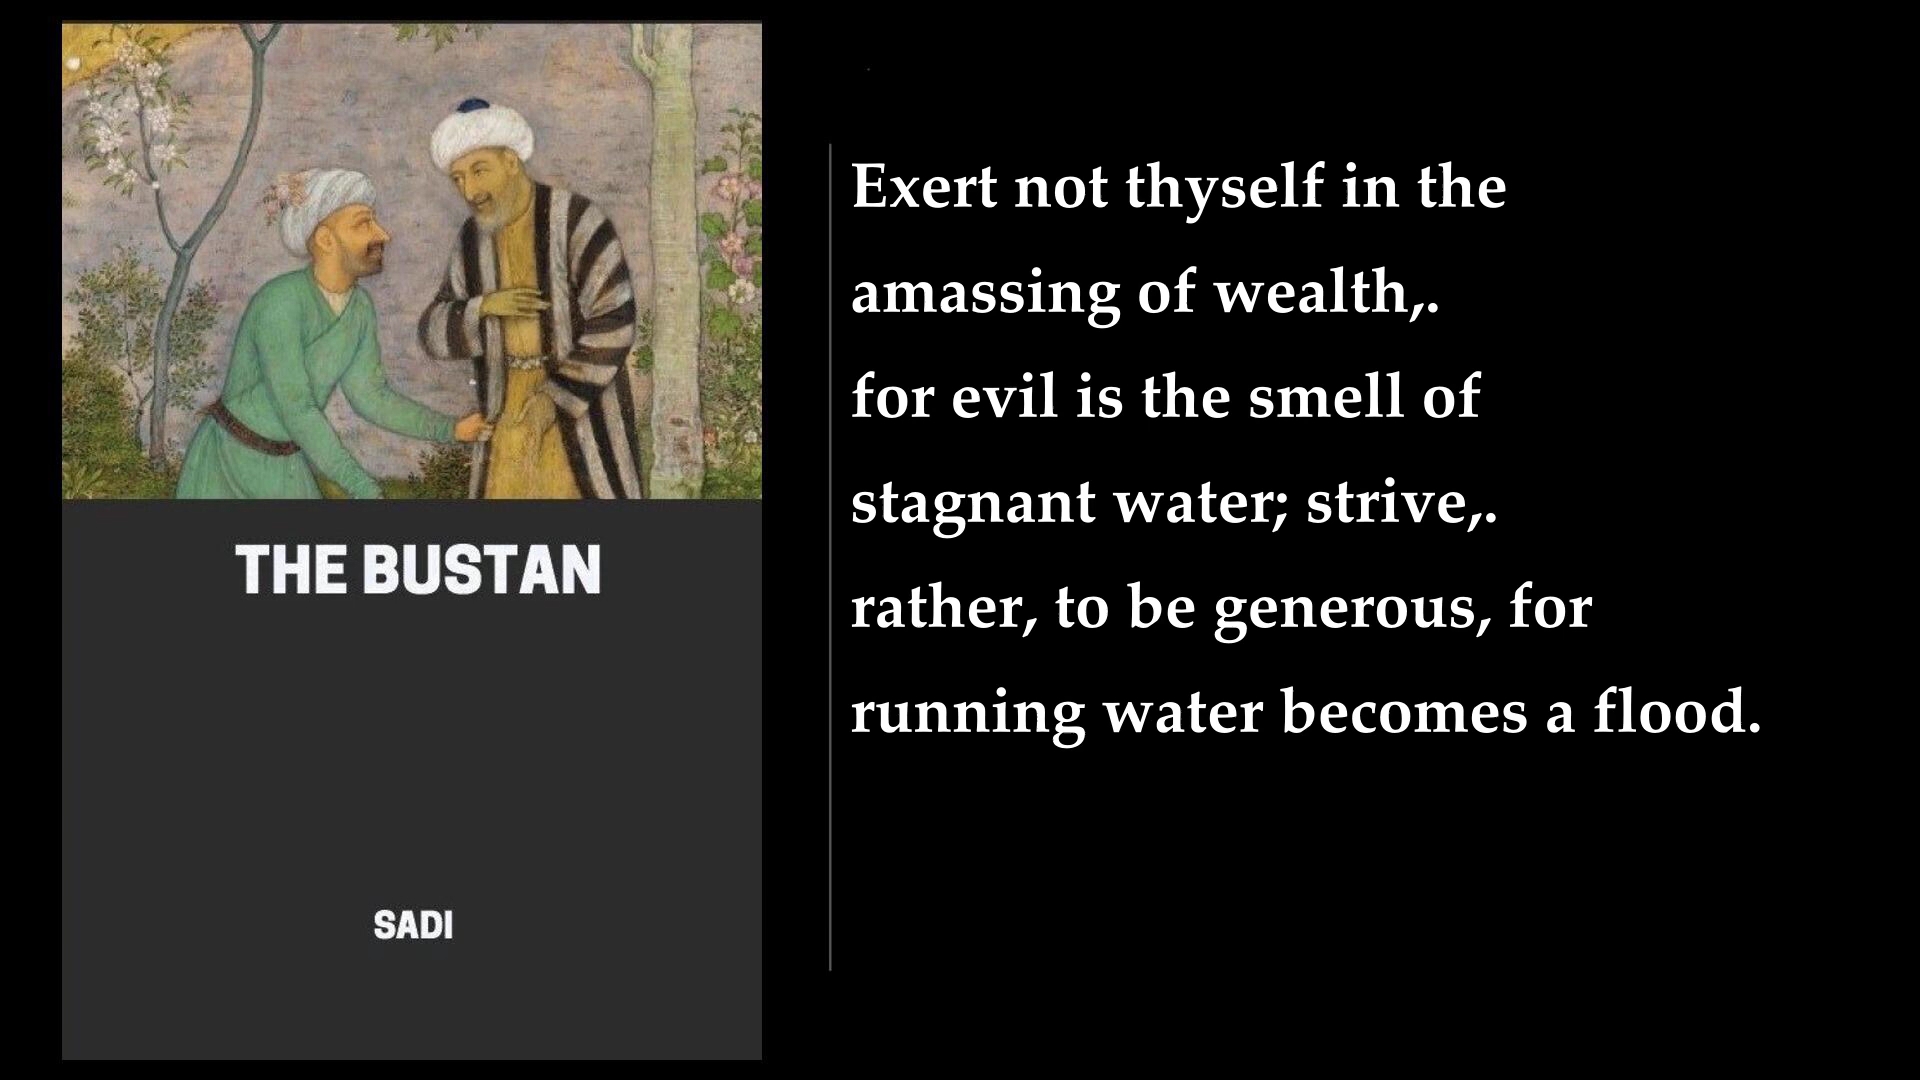 THE BUSTAN
SADI
Exert not thyself in the
amassing of wealth,.
for evil is the smell of
stagnant water; strive,.
rather, to be generous, for
running water becomes a flood.